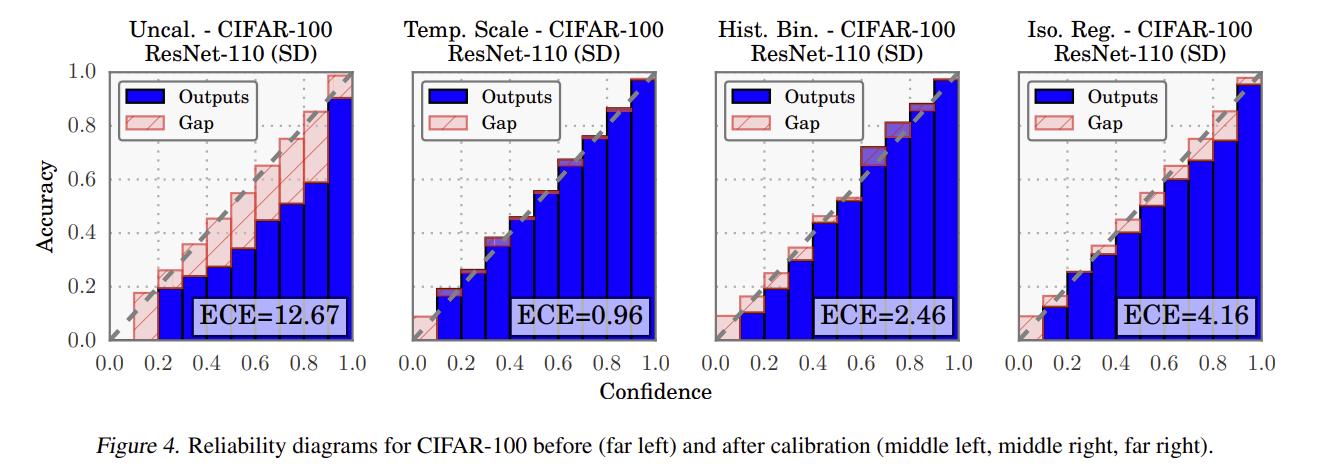 Uncal. - CIFAR-100
ResNet-110 (SD)
Temp. Scale - CIFAR-100
ResNet-110 (SD)
Hist. Bin. - CIFAR-100
ResNet-110 (SD)
Iso. Reg. - CIFAR-100
ResNet-110 (SD)
Accuracy
1.0
0.8
0.6
0.4
0.2
0.0
Outputs
Gap
ECE=12.67
0.0 0.2 0.4 0.6 0.8 1.0
Outputs
Gap
ECE=0.96
0.0 0.2 0.4 0.6 0.8 1.0
Outputs
Gap
ECE=2.46
0.0 0.2 0.4 0.6 0.8 1.0
Outputs
Gap
ECE=4.16
0.0 0.2 0.4 0.6 0.8 1.0
Confidence
Figure 4. Reliability diagrams for CIFAR-100 before (far left) and after calibration (middle left, middle right, far right).